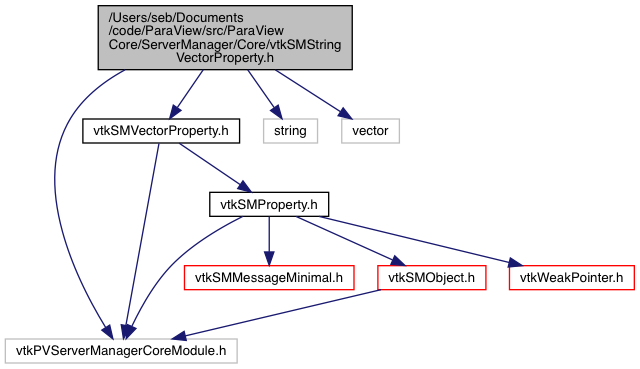 /Users/seb/Documents
/code/ParaView/src/ParaView
Core/ServerManager/Core/vtkSMString
VectorProperty.h
vtkSMVectorProperty.h
string
vector
vtkSMProperty.h
vtkSMMessageMinimal.h
vtkSMObject.h
vtkWeakPointer.h
vtkPVServerManagerCoreModule.h